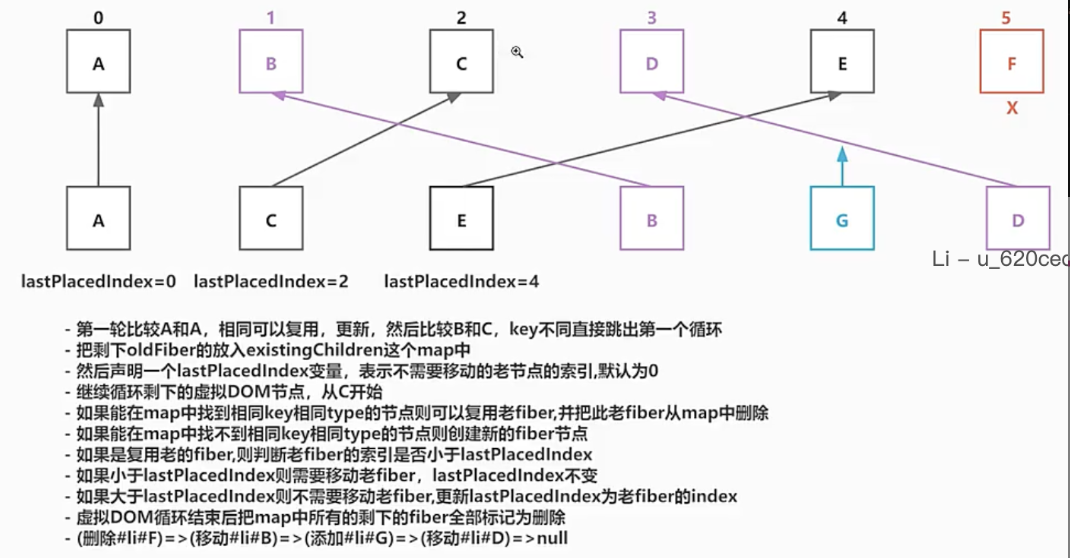 0 1 2 3 4 5
A B C D E F
X
A C E B G D
Li – u_620cec
lastPlacedIndex=0 lastPlacedIndex=2 lastPlacedIndex=4
- 第一轮比较A和A，相同可以复用，更新，然后比较B和C，key不同直接跳出第一个循环
- 把剩下oldFiber的放入existingChildren这个map中
- 然后声明一个lastPlacedIndex变量，表示不需要移动的老节点的索引,默认为0
- 继续循环剩下的虚拟DOM节点，从C开始
- 如果能在map中找到相同key相同type的节点则可以复用老fiber,并把此老fiber从map中删除
- 如果能在map中找不到相同key相同type的节点则创建新的fiber节点
- 如果是复用老的fiber,则判断老fiber的索引是否小于lastPlacedIndex
- 如果小于lastPlacedIndex则需要移动老fiber，lastPlacedIndex不变
- 如果大于lastPlacedIndex则不需要移动老fiber,更新lastPlacedIndex为老fiber的index
- 虚拟DOM循环结束后把map中所有的剩下的fiber全部标记为删除
- (删除#li#F)=>(移动#li#B)=>(添加#li#G)=>(移动#li#D)=>null